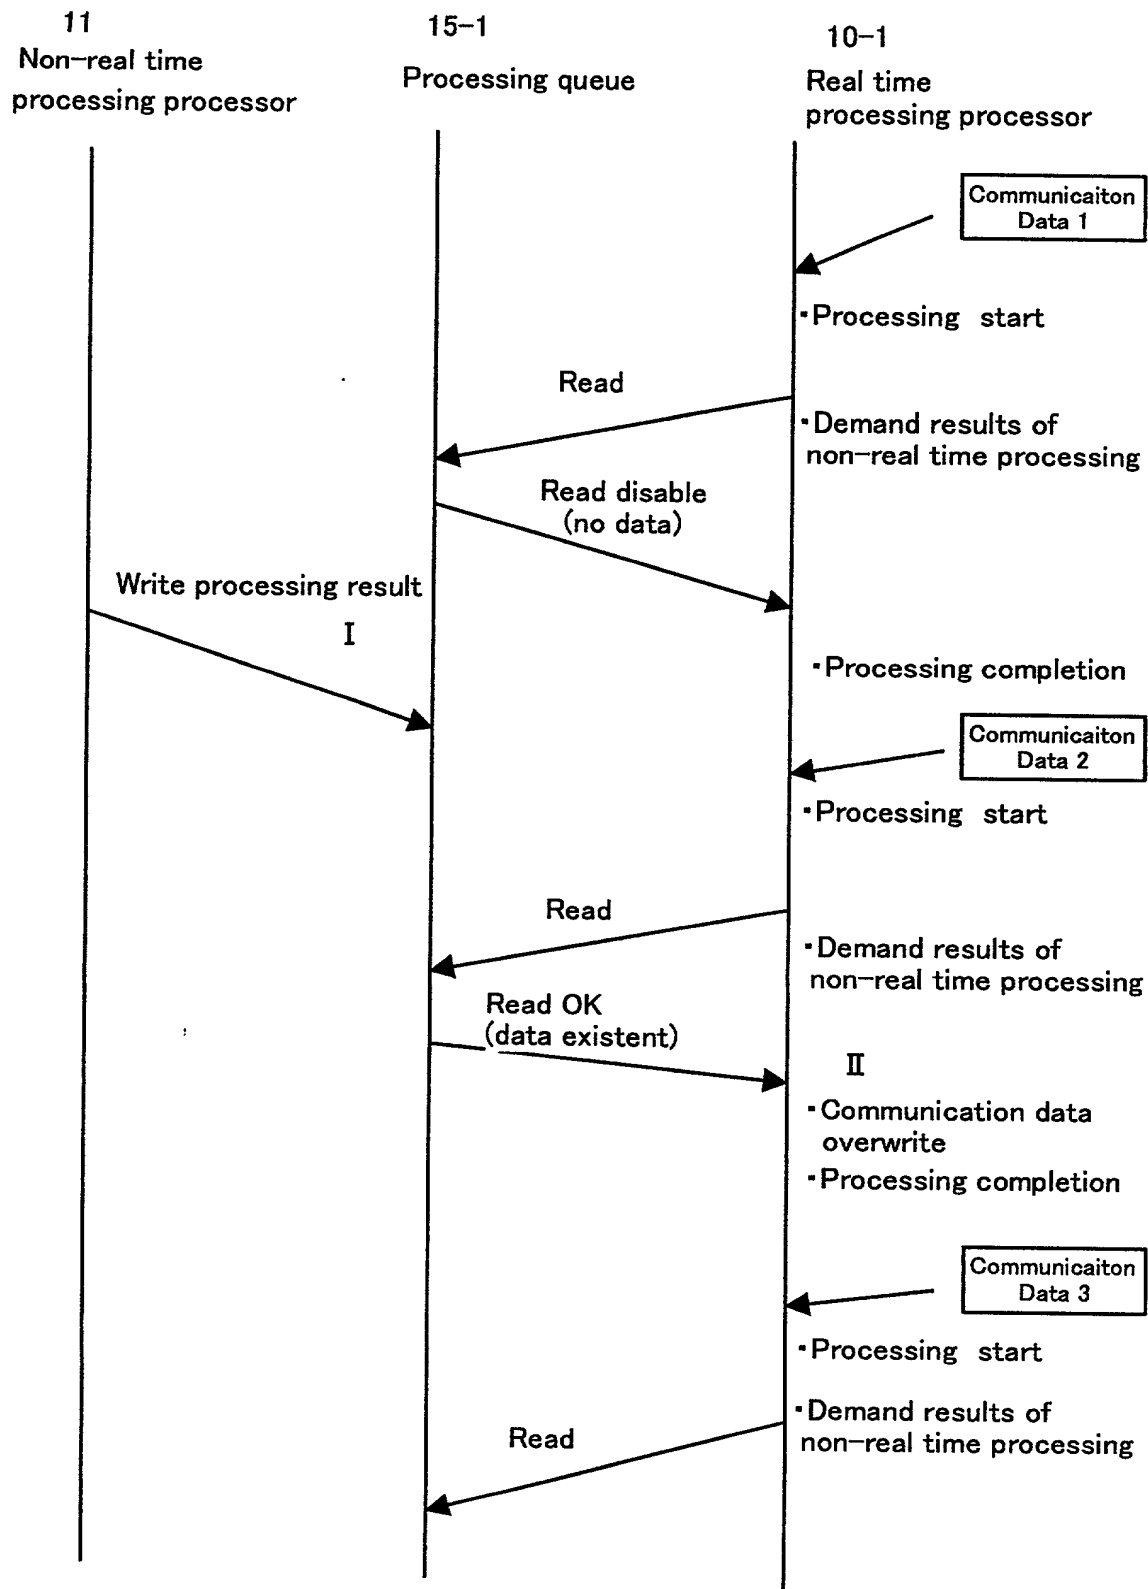 11
Non-real time
processing processor
15-1
Processing queue
10-1
Real time
processing processor
Communicaiton
Data 1
・Processing start
Read
・Demand results of
non-real time processing
Read disable
(no data)
Write processing result
I
・Processing completion
Communicaiton
Data 2
・Processing start
Read
・Demand results of
non-real time processing
Read OK
(data existent)
II
・Communication data
overwrite
・Processing completion
Communicaiton
Data 3
・Processing start
・Demand results of
non-real time processing
Read